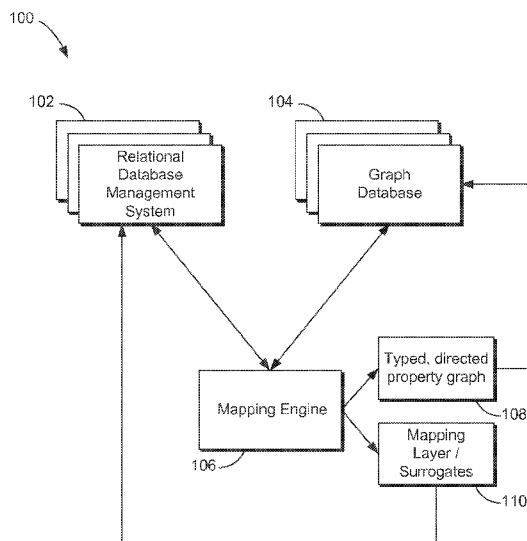 100
102
104
Relational
Database
Management
System
Graph
Database
Mapping Engine
106
Typed, directed
property graph
108
Mapping
Layer /
Surrogates
110